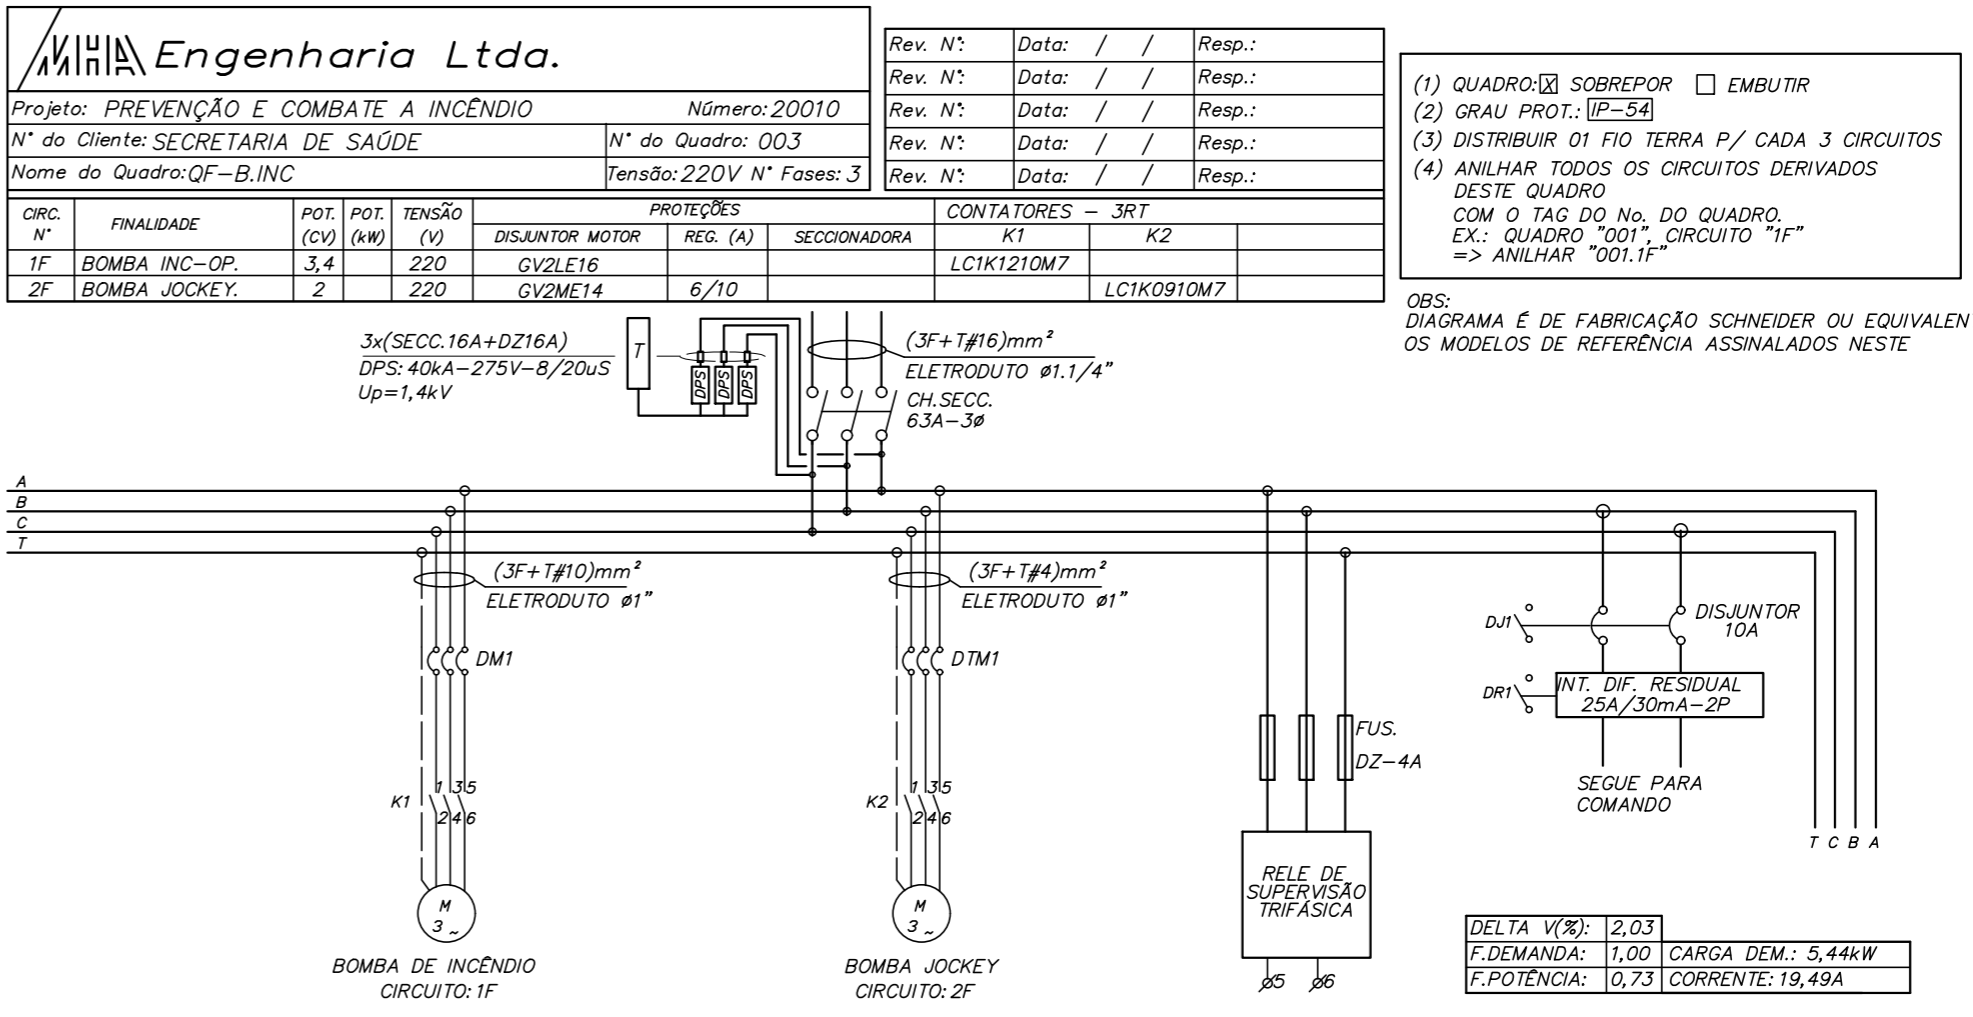 MHA Engenharia Ltda.
Projeto: PREVENÇÃO E COMBATE A INCÊNDIO Número: 20010
N° do Cliente: SECRETARIA DE SAÚDE N° do Quadro: 003
Nome do Quadro: QF-B.INC Tensão: 220V N° Fases: 3
Rev. N°: Data: / / Resp.:
Rev. N°: Data: / / Resp.:
Rev. N°: Data: / / Resp.:
Rev. N°: Data: / / Resp.:
Rev. N°: Data: / / Resp.:
(1) QUADRO: X SOBREPOR EMBUTIR
(2) GRAU PROT.: IP-54
(3) DISTRIBUIR 01 FIO TERRA P/ CADA 3 CIRCUITOS
(4) ANILHAR TODOS OS CIRCUITOS DERIVADOS
DESTE QUADRO
COM O TAG DO No. DO QUADRO.
EX.: QUADRO "001", CIRCUITO "1F"
=> ANILHAR "001.1F"
OBS:
DIAGRAMA É DE FABRICAÇÃO SCHNEIDER OU EQUIVALEN
OS MODELOS DE REFERÊNCIA ASSINALADOS NESTE
CIRC. N° FINALIDADE POT. (CV) POT. (kW) TENSÃO (V) PROTEÇÕES CONTATORES - 3RT
DISJUNTOR MOTOR REG. (A) SECCIONADORA K1 K2
1F BOMBA INC-OP. 3,4 220 GV2LE16 LC1K1210M7
2F BOMBA JOCKEY. 2 220 GV2ME14 6/10 LC1K0910M7
3x(SECC.16A+DZ16A)
DPS: 40kA-275V-8/20uS
Up=1,4kV
T
DPS
DPS
DPS
(3F+T#16)mm²
ELETRODUTO ø1.1/4"
CH.SECC.
63A-3ø
A
B
C
T
(3F+T#10)mm²
ELETRODUTO ø1"
DM1
K1
1 3 5
2 4 6
M
3 ~
BOMBA DE INCÊNDIO
CIRCUITO: 1F
(3F+T#4)mm²
ELETRODUTO ø1"
DTM1
K2
1 3 5
2 4 6
M
3 ~
BOMBA JOCKEY
CIRCUITO: 2F
FUS.
DZ-4A
RELE DE
SUPERVISÃO
TRIFÁSICA
ø5 ø6
DJ1
DISJUNTOR
10A
DR1
INT. DIF. RESIDUAL
25A/30mA-2P
SEGUE PARA
COMANDO
T C B A
DELTA V(%): 2,03
F.DEMANDA: 1,00 CARGA DEM.: 5,44kW
F.POTÊNCIA: 0,73 CORRENTE: 19,49A